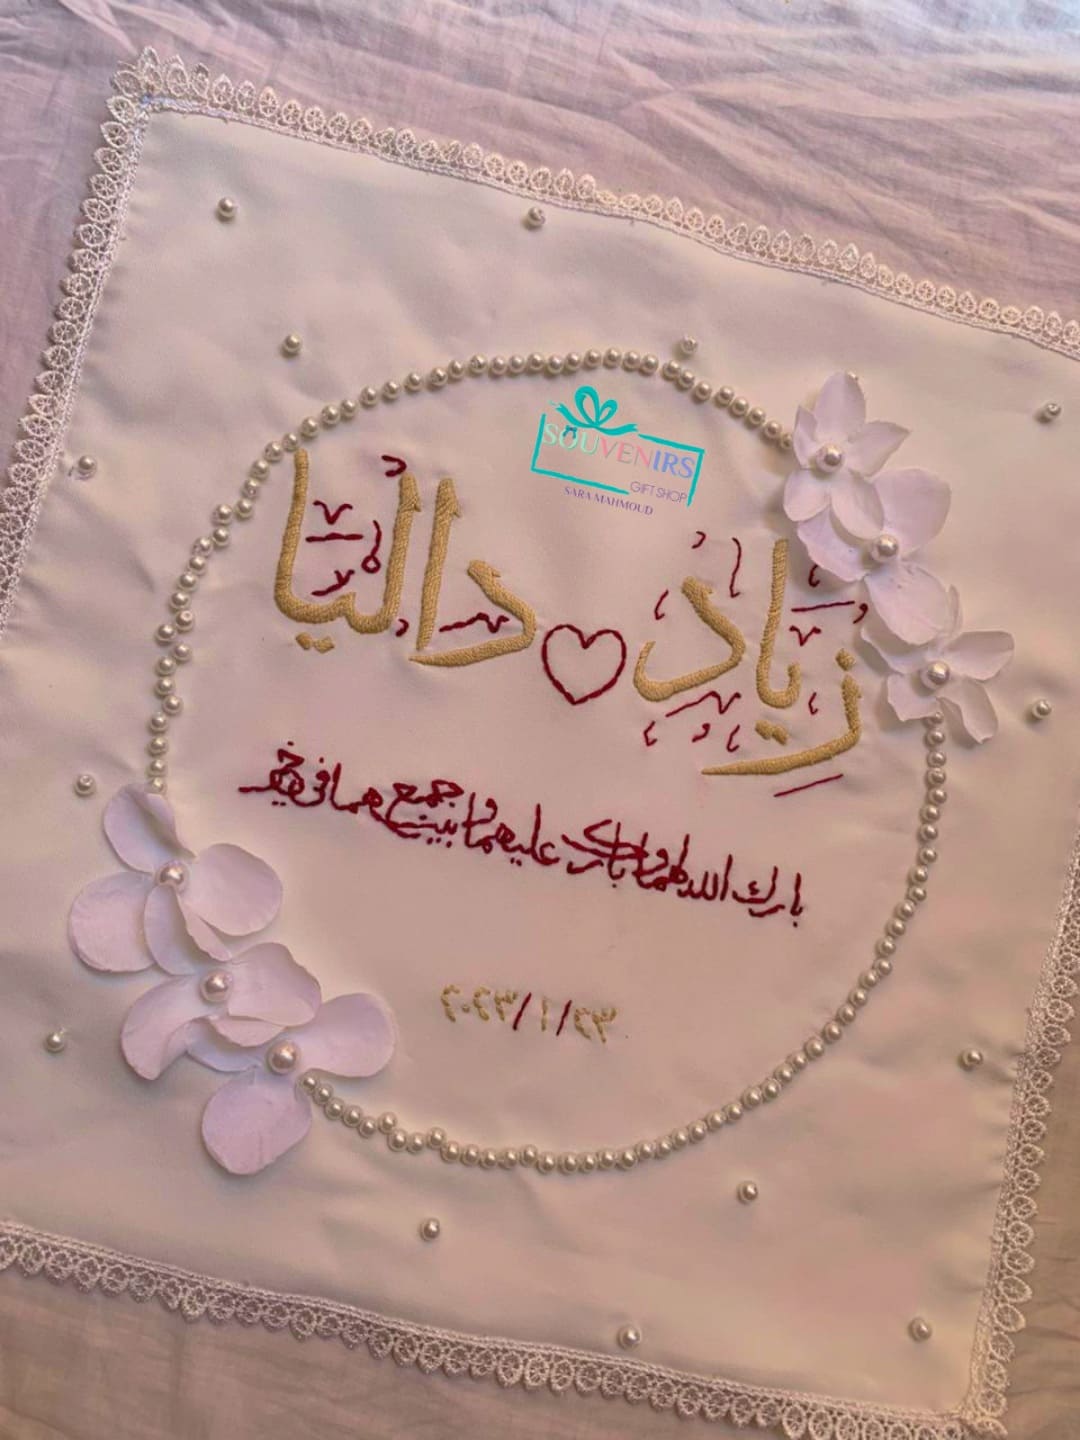 SOUVENIRS
GIFT SHOP
SARA MAHMOUD
زياد ♡ داليا
بارك الله لهما وبارك عليهما وجمع بينهما في خير
٢٣/١/٢٠٢٣